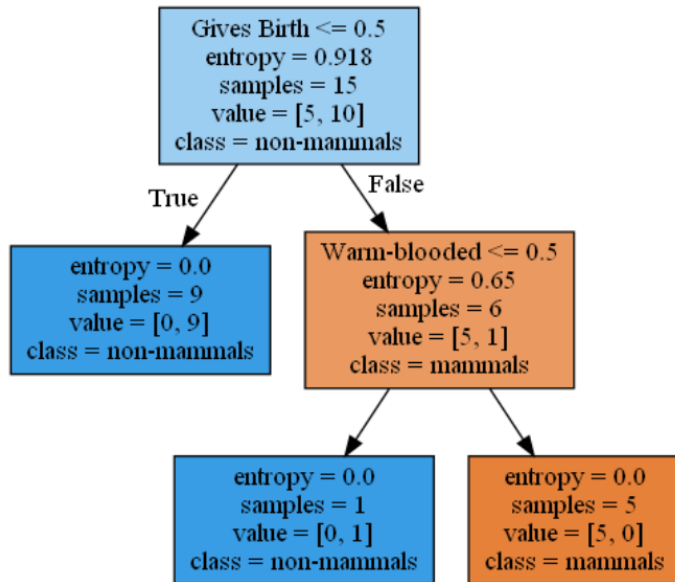 Gives Birth <= 0.5
entropy = 0.918
samples = 15
value = [5, 10]
class = non-mammals
True
False
entropy = 0.0
samples = 9
value = [0, 9]
class = non-mammals
Warm-blooded <= 0.5
entropy = 0.65
samples = 6
value = [5, 1]
class = mammals
entropy = 0.0
samples = 1
value = [0, 1]
class = non-mammals
entropy = 0.0
samples = 5
value = [5, 0]
class = mammals